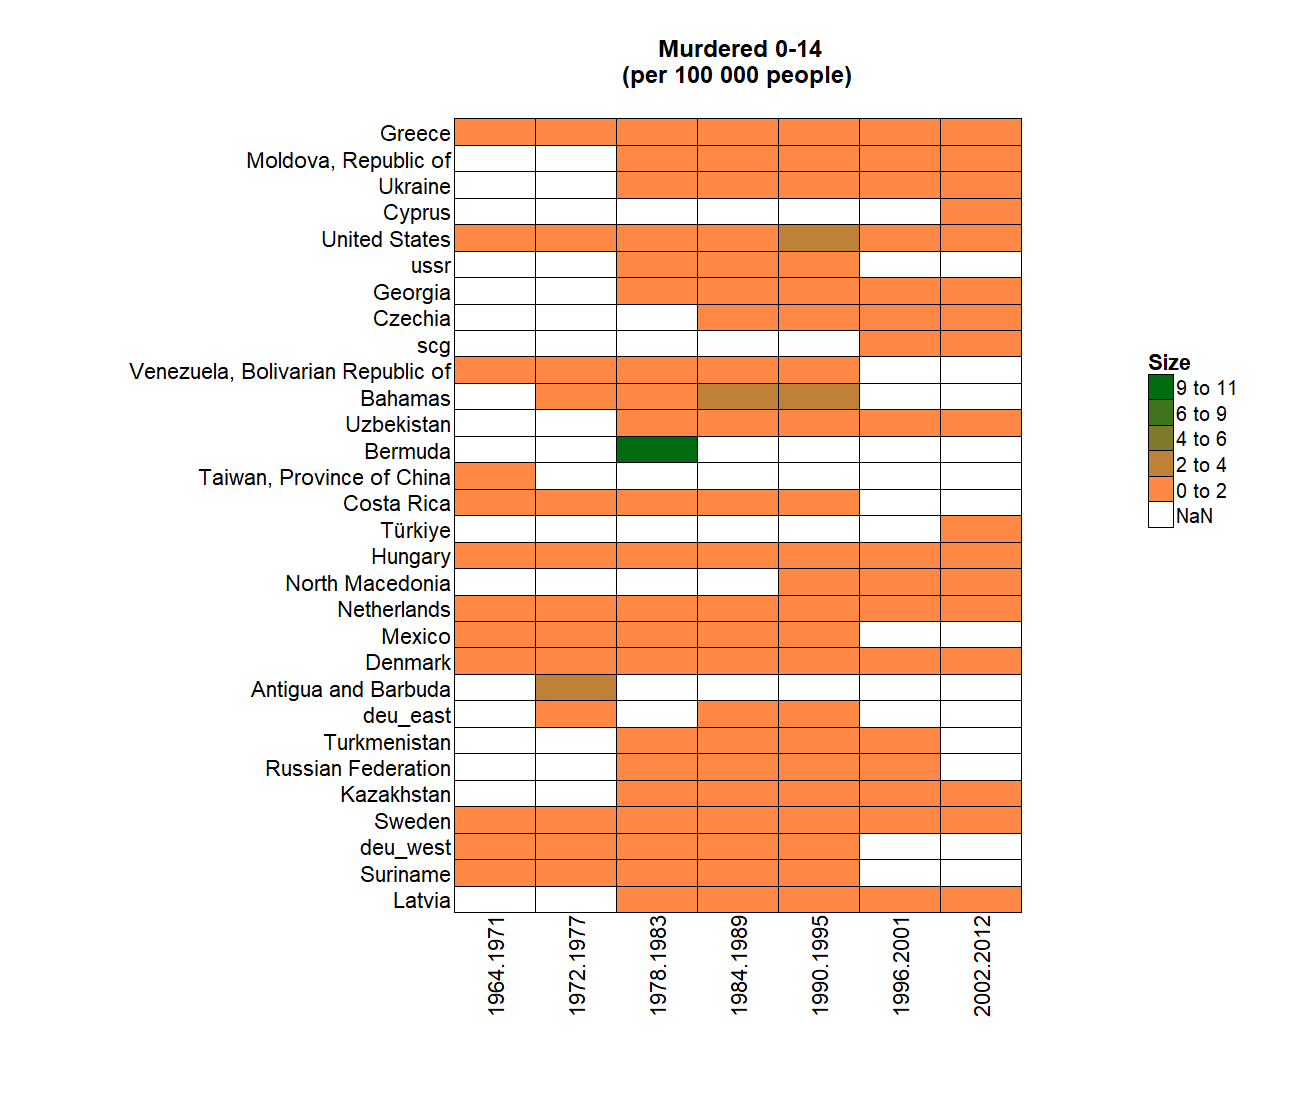 Murdered 0-14
(per 100 000 people)
Greece
Moldova, Republic of
Ukraine
Cyprus
United States
ussr
Georgia
Czechia
scg
Venezuela, Bolivarian Republic of
Bahamas
Uzbekistan
Bermuda
Taiwan, Province of China
Costa Rica
Türkiye
Hungary
North Macedonia
Netherlands
Mexico
Denmark
Antigua and Barbuda
deu_east
Turkmenistan
Russian Federation
Kazakhstan
Sweden
deu_west
Suriname
Latvia
1964.1971
1972.1977
1978.1983
1984.1989
1990.1995
1996.2001
2002.2012
Size
9 to 11
6 to 9
4 to 6
2 to 4
0 to 2
NaN